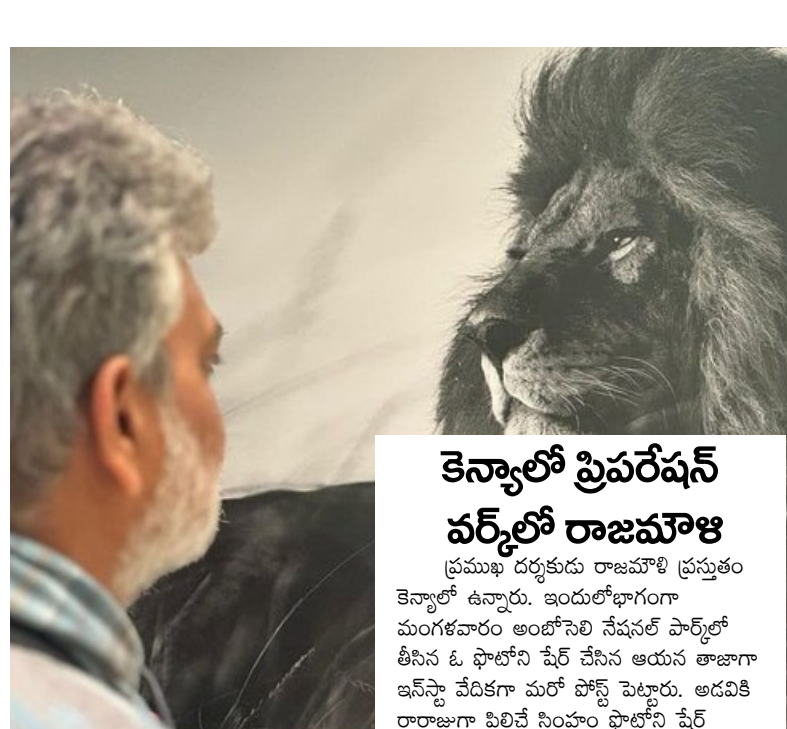 కెన్యాలో ప్రిపరేషన్
వర్క్‌లో రాజమౌళి
ప్రముఖ దర్శకుడు రాజమౌళి ప్రస్తుతం
కెన్యాలో ఉన్నారు. ఇందులోభాగంగా
మంగళవారం అంబోసెలి నేషనల్ పార్క్‌లో
తీసిన ఓ ఫొటోని షేర్ చేసిన ఆయన తాజాగా
ఇన్‌స్టా వేదికగా మరో పోస్ట్ పెట్టారు. అడవికి
రారాజుగా పిలిచే సింహం ఫొటోని షేర్